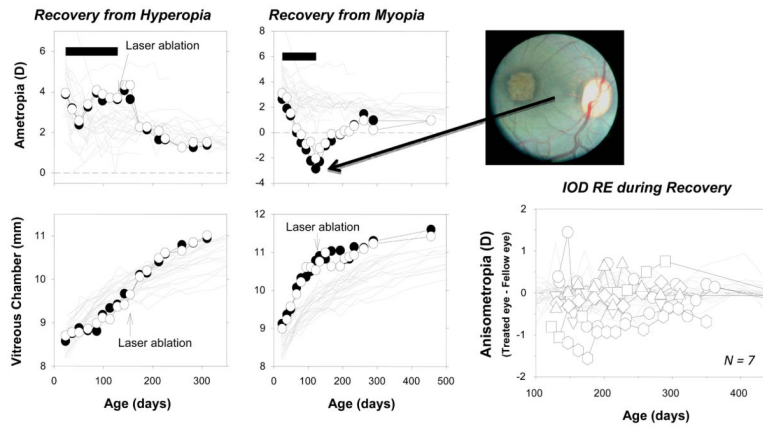 Recovery from Hyperopia
Recovery from Myopia
Laser ablation
Ametropia (D)
6
4
2
0
6
4
2
0
-2
-4
IOD RE during Recovery
Laser ablation
Vitreous Chamber (mm)
11
10
9
8
0
100
200
300
Age (days)
Laser ablation
12
11
10
9
8
0
100
200
300
400
500
Age (days)
Anisometropia (D)
(Treated eye - Fellow eye)
2
1
0
-1
-2
100
200
300
400
N = 7
Age (days)